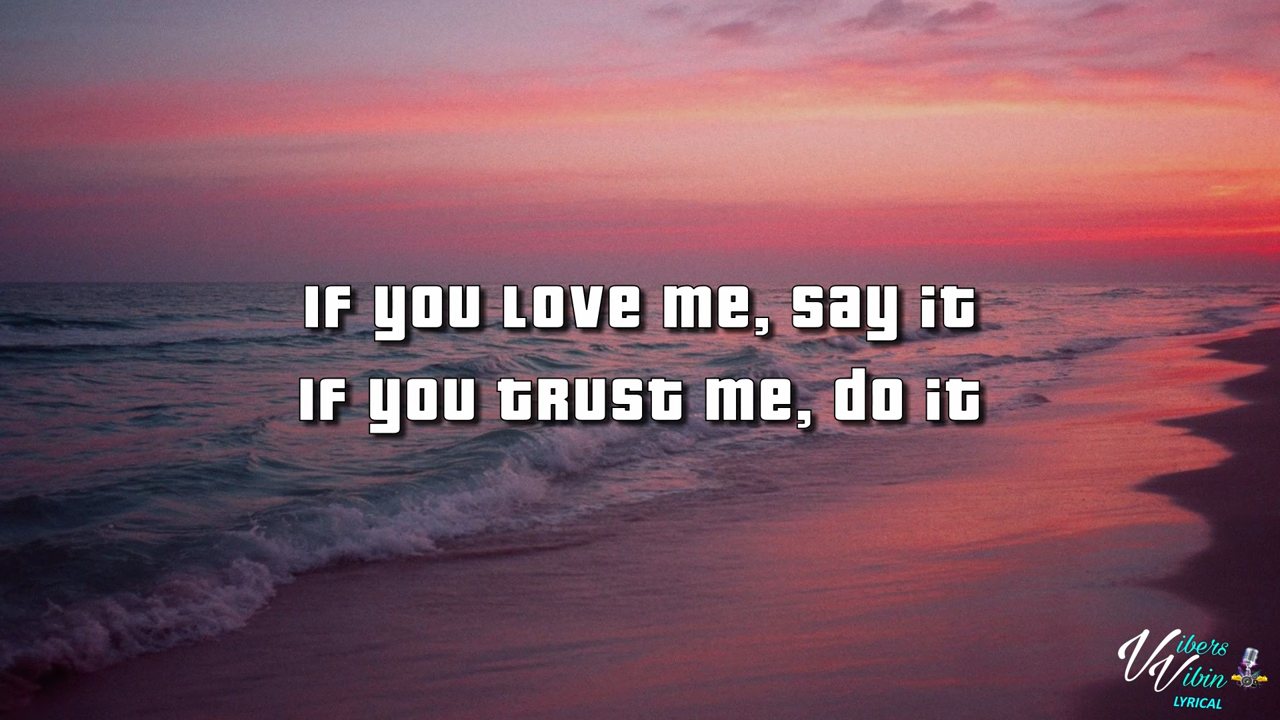 If you love me, say it
If you trust me, do it
Vibers
Vibin
LYRICAL